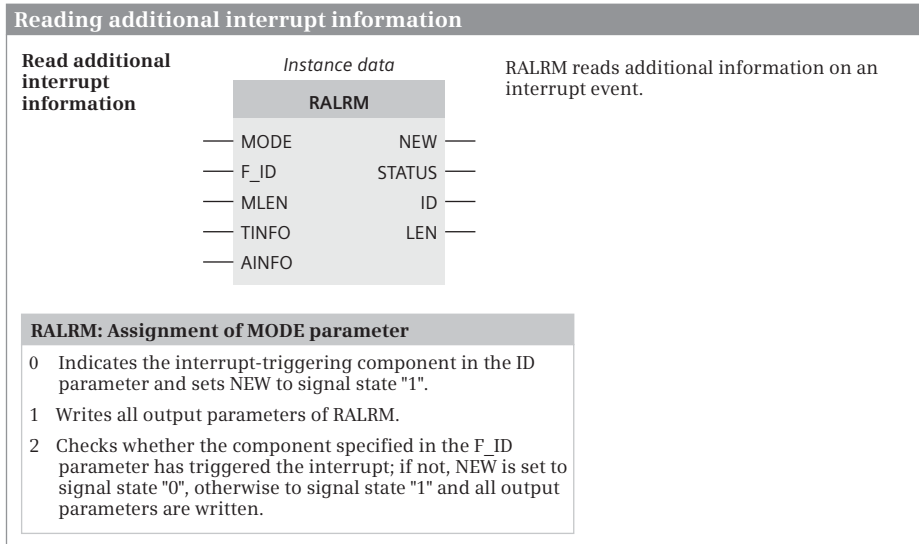 Reading additional interrupt information
Read additional
interrupt
information
Instance data
RALRM
MODE NEW
F_ID STATUS
MLEN ID
TINFO LEN
AINFO
RALRM reads additional information on an
interrupt event.
RALRM: Assignment of MODE parameter
0 Indicates the interrupt-triggering component in the ID
parameter and sets NEW to signal state "1".
1 Writes all output parameters of RALRM.
2 Checks whether the component specified in the F_ID
parameter has triggered the interrupt; if not, NEW is set to
signal state "0", otherwise to signal state "1" and all output
parameters are written.